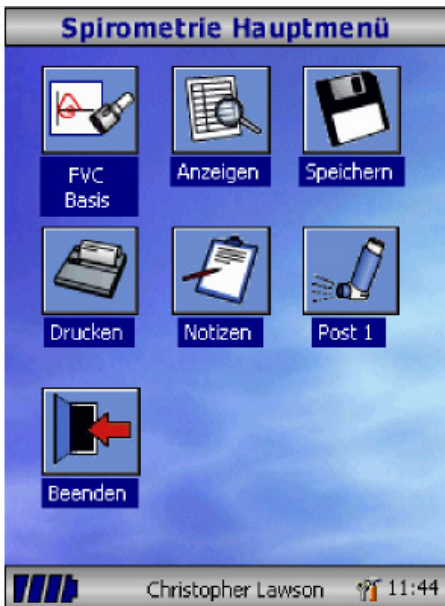 Spirometrie Hauptmenü
FVC
Basis
Anzeigen
Speichern
Drucken
Notizen
Post 1
Beenden
Christopher Lawson
11:44